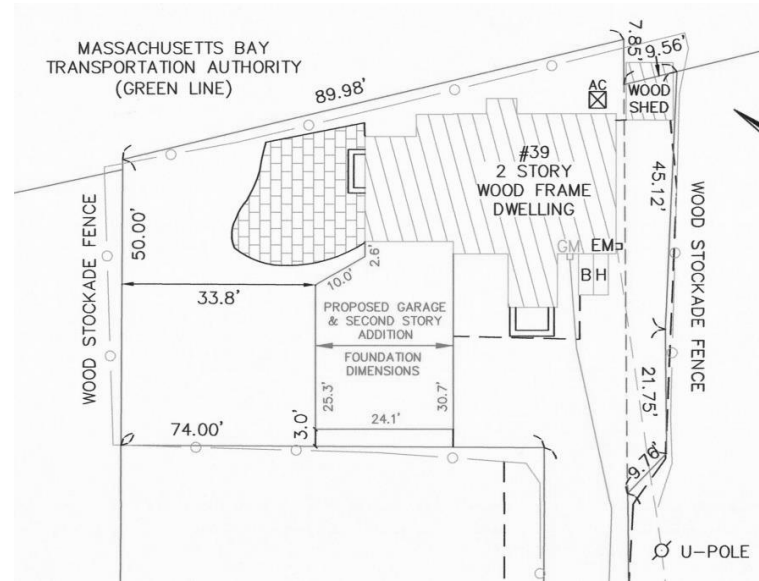 MASSACHUSETTS BAY
TRANSPORTATION AUTHORITY
(GREEN LINE)
89.98'
7.85'
9.56'
AC
WOOD
SHED
#39
2 STORY
WOOD FRAME
DWELLING
45.12'
WOOD STOCKADE FENCE
50.00'
WOOD STOCKADE FENCE
GM
EM
BH
2.6'
10.0'
33.8'
PROPOSED GARAGE
& SECOND STORY
ADDITION
FOUNDATION
DIMENSIONS
25.3'
30.7'
24.1'
21.75'
74.00'
3.0'
9.76'
U-POLE